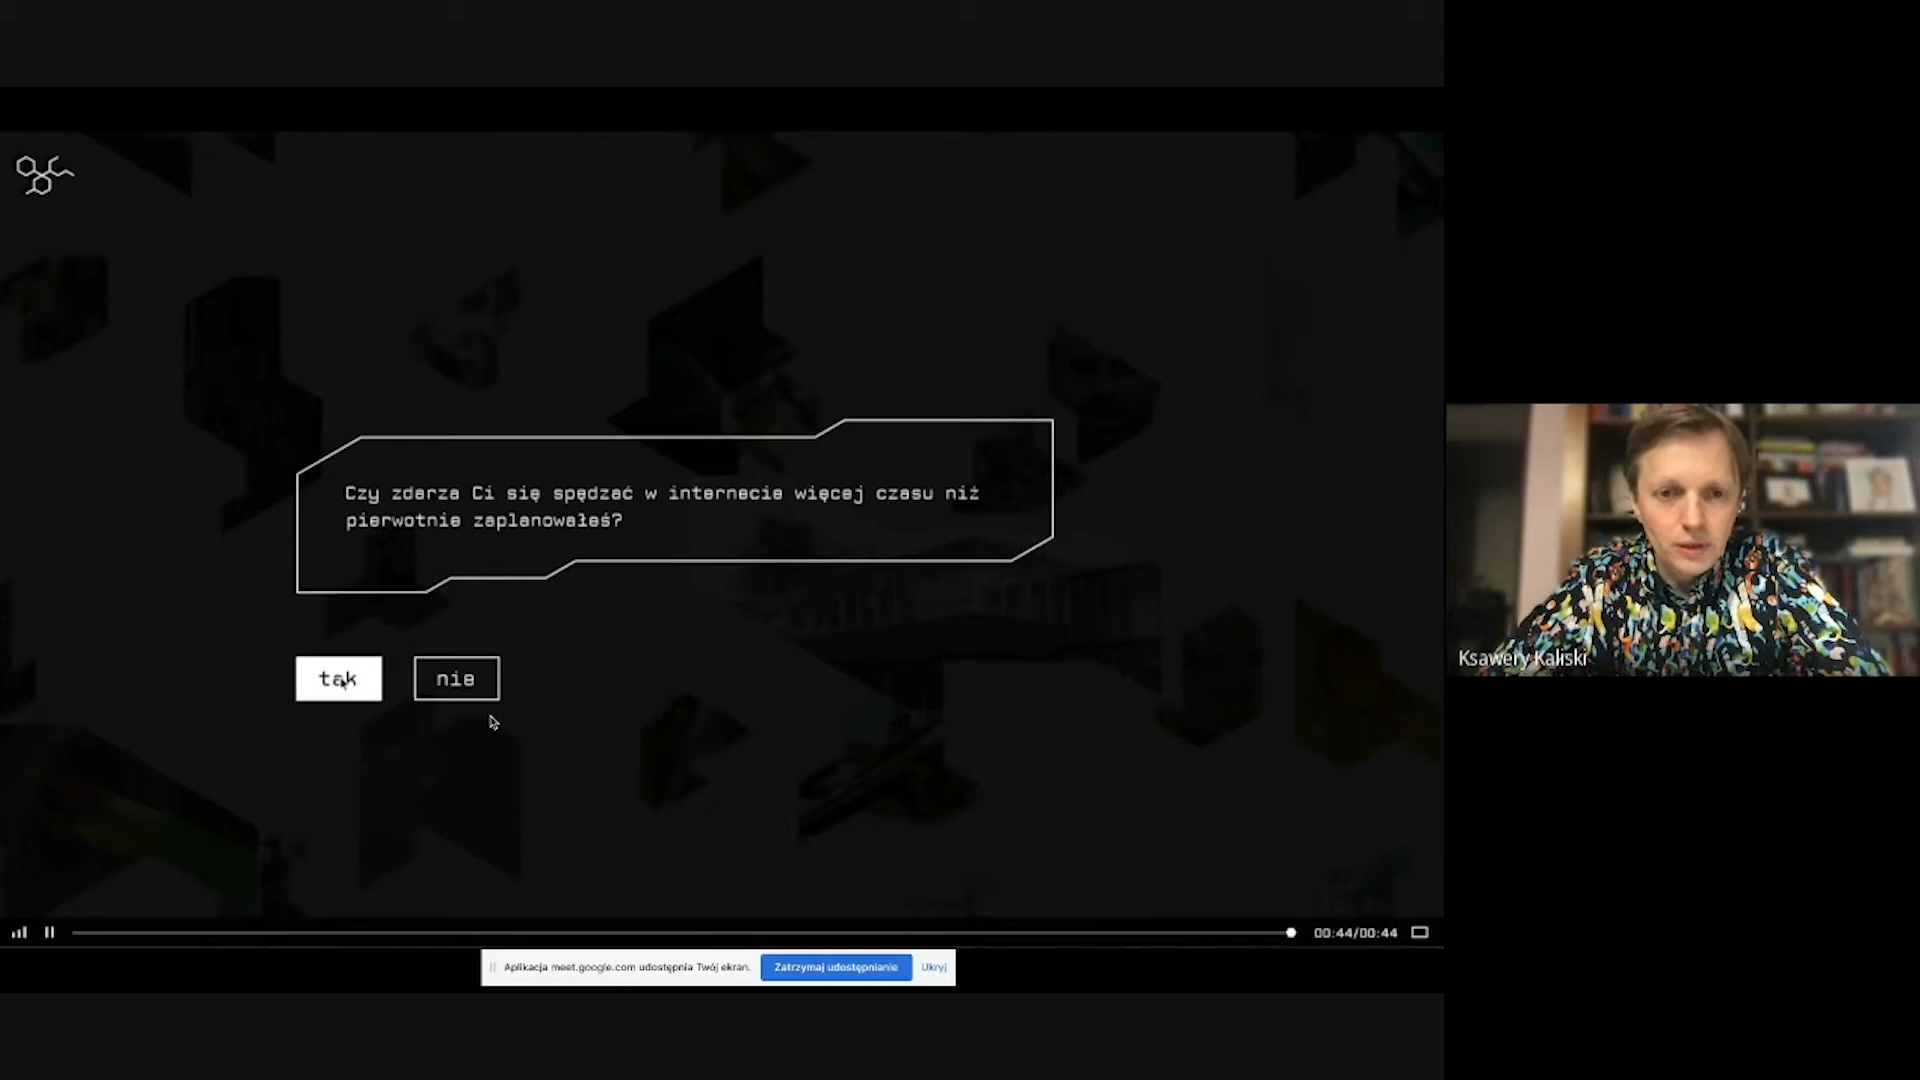 Czy zdarza Ci się spędzać w internecie więcej czasu niż
pierwotnie zaplanowałeś?
tak
nie
Ksawery Kaliski
00:44/00:44
Aplikacja meet.google.com udostępnia Twój ekran.
Zatrzymaj udostępnianie
Ukryj